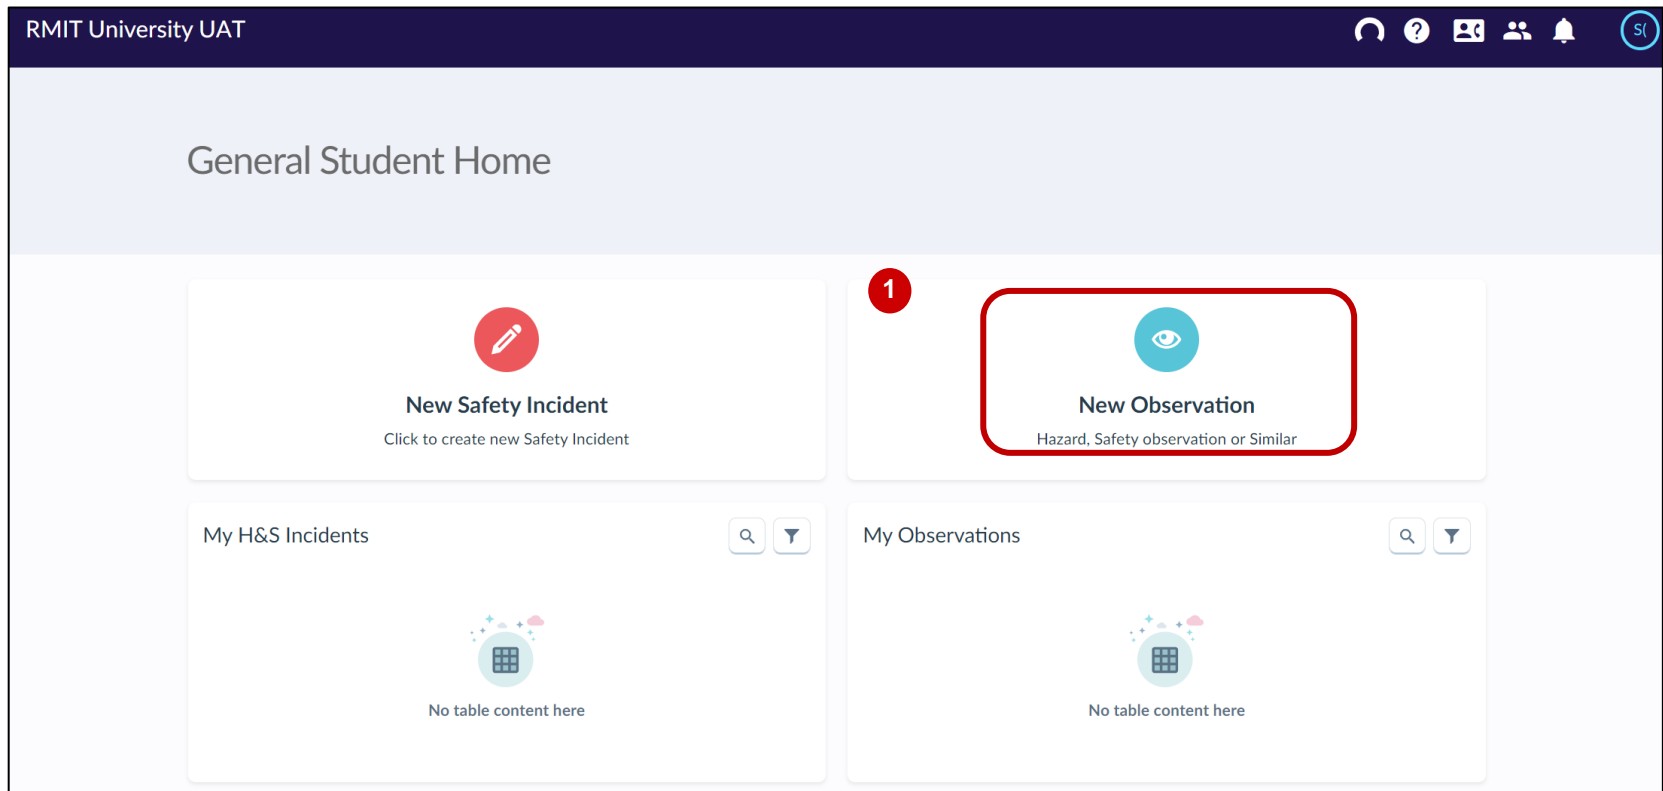 RMIT University UAT
S(
General Student Home
1
New Safety Incident
Click to create new Safety Incident
New Observation
Hazard, Safety observation or Similar
My H&S Incidents
No table content here
My Observations
No table content here